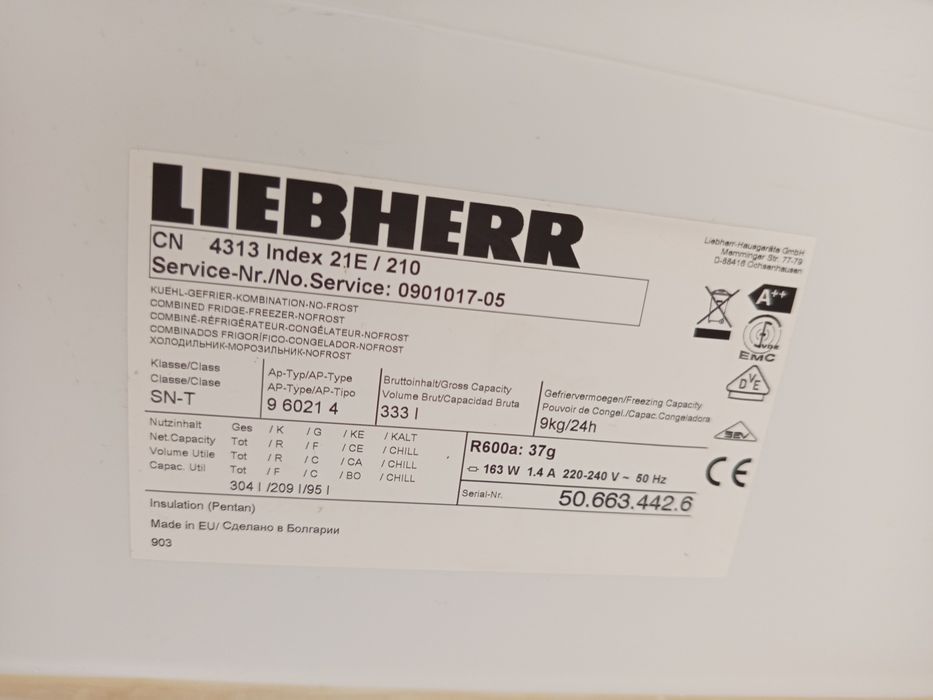 LIEBHERR
CN 4313 Index 21E / 210
Service-Nr./No.Service: 0901017-05
Liebherr-Hausgeräte GmbH
Memminger Str. 77-79
D-88416 Ochsenhausen
A++
KUEHL-GEFRIER-KOMBINATION-NO-FROST
COMBINED FRIDGE-FREEZER-NOFROST
COMBINÉ-RÉFRIGÉRATEUR-CONGÉLATEUR-NOFROST
COMBINADOS FRIGORÍFICO-CONGELADOR-NOFROST
ХОЛОДИЛЬНИК-МОРОЗИЛЬНИК-NOFROST
EMC
DVE
SEV
CE
Klasse/Class
Classe/Clase
SN-T
Ap-Typ/AP-Type
AP-Type/AP-Tipo
9 6021 4
Bruttoinhalt/Gross Capacity
Volume Brut/Capacidad Bruta
333 l
Gefriervermoegen/Freezing Capacity
Pouvoir de Congel./Capac.Congeladora
9kg/24h
Nutzinhalt Ges / K / G / KE / KALT
Net.Capacity Tot / R / F / CE / CHILL
Volume Utile Tot / R / C / CA / CHILL
Capac. Util Tot / F / C / BO / CHILL
304 l /209 l/95 l
R600a: 37g
163 W 1.4 A 220-240 V ~ 50 Hz
Serial-Nr. 50.663.442.6
Insulation (Pentan)
Made in EU/ Сделано в Болгарии
903